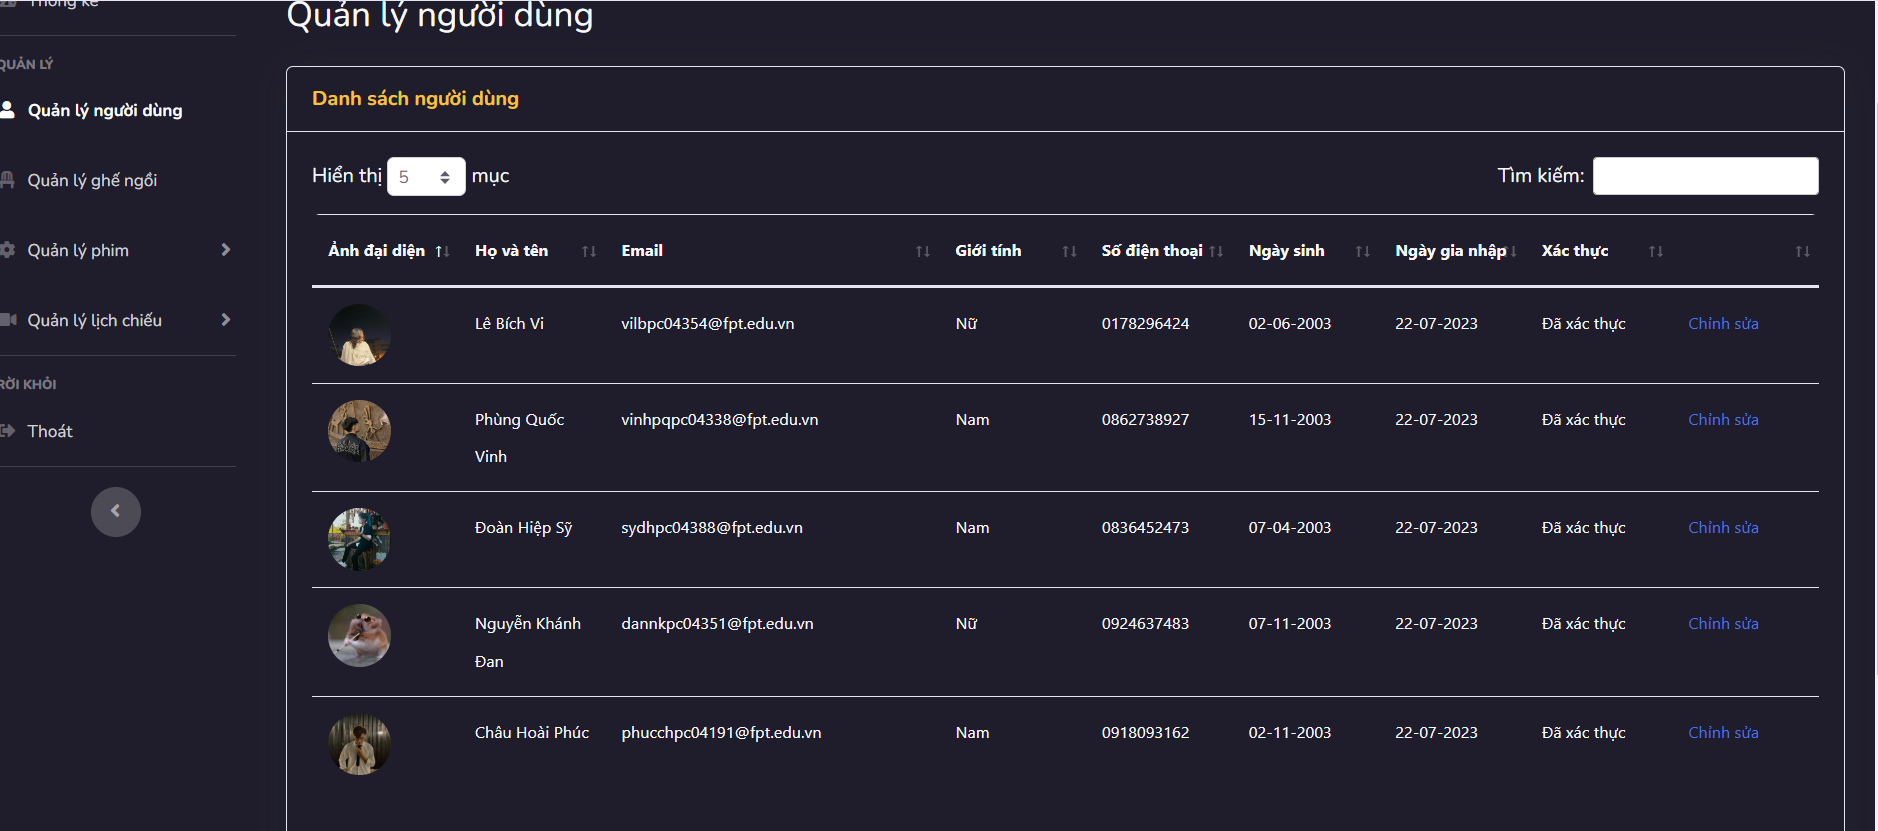 Thống kê
Quản lý người dùng
QUẢN LÝ
Quản lý người dùng
Quản lý ghế ngồi
Quản lý phim
Quản lý lịch chiếu
RỜI KHỎI
Thoát
Danh sách người dùng
Hiển thị 5 mục
Tìm kiếm:
Ảnh đại diện Họ và tên Email Giới tính Số điện thoại Ngày sinh Ngày gia nhập Xác thực
Lê Bích Vi vilbpc04354@fpt.edu.vn Nữ 0178296424 02-06-2003 22-07-2023 Đã xác thực Chỉnh sửa
Phùng Quốc vinhpqpc04338@fpt.edu.vn Nam 0862738927 15-11-2003 22-07-2023 Đã xác thực Chỉnh sửa
Vinh
Đoàn Hiệp Sỹ sydhpc04388@fpt.edu.vn Nam 0836452473 07-04-2003 22-07-2023 Đã xác thực Chỉnh sửa
Nguyễn Khánh dannkpc04351@fpt.edu.vn Nữ 0924637483 07-11-2003 22-07-2023 Đã xác thực Chỉnh sửa
Đan
Châu Hoài Phúc phucchpc04191@fpt.edu.vn Nam 0918093162 02-11-2003 22-07-2023 Đã xác thực Chỉnh sửa